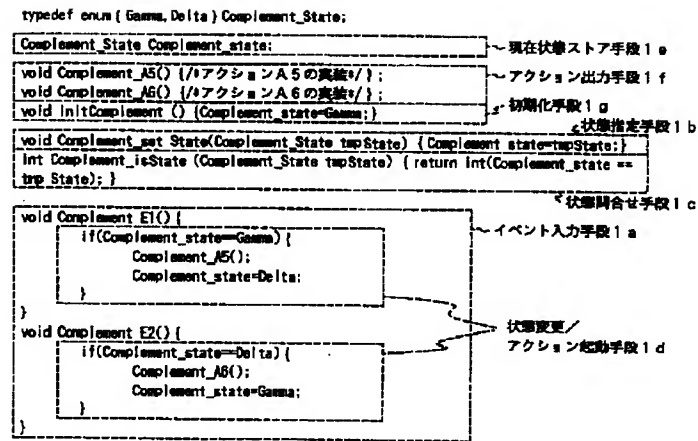 typedef enum { Gamma, Delta } Complement_State;
Complement_State Complement_state;
現在状態ストア手段1e
void Complement_A5() {/*アクションA5の実装*/} ;
アクション出力手段1f
void Complement_A6() {/*アクションA6の実装*/} ;
void InitComplement () {Complement_state=Gamma;}
初期化手段1g
状態指定手段1b
void Complement_set State(Complement_State tmpState) {Complement state=tmpState;}
int Complement_isState (Complement_State tmpState) { return int(Complement_state ==
tmp State); }
状態問合せ手段1c
void Complement E1() {
イベント入力手段1a
if(Complement_state==Gamma) {
Complement_A5();
Complement_state=Delta;
}
}
void Complement E2() {
状態変更/
アクション起動手段1d
if(Complement_state==Delta) {
Complement_A6();
Complement_state=Gamma;
}
}